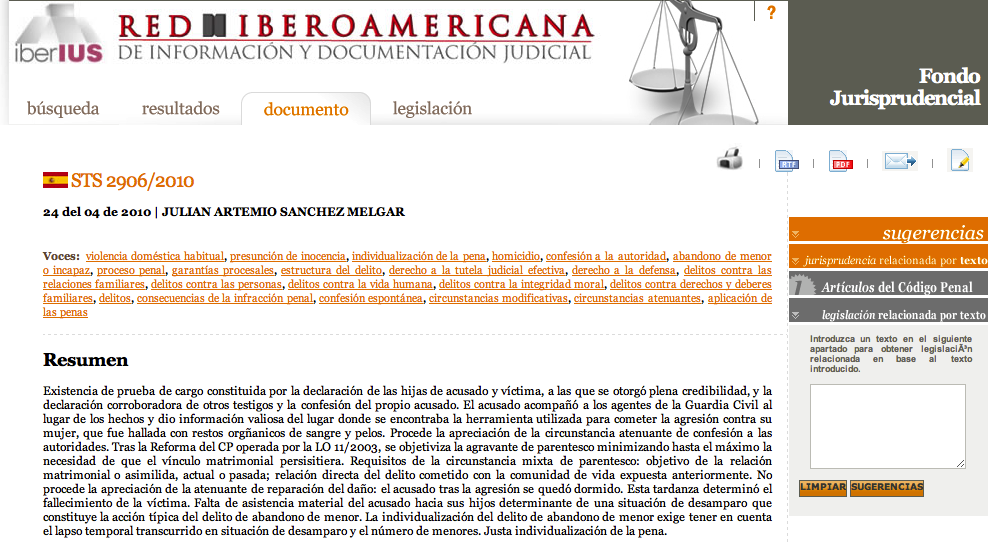 iberIUS
RED IBEROAMERICANA
DE INFORMACIÓN Y DOCUMENTACIÓN JUDICIAL
?
Fondo
Jurisprudencial
búsqueda resultados documento legislación
RTF PDF
STS 2906/2010
24 del 04 de 2010 | JULIAN ARTEMIO SANCHEZ MELGAR
Voces: violencia doméstica habitual, presunción de inocencia, individualización de la pena, homicidio, confesión a la autoridad, abandono de menor
o incapaz, proceso penal, garantías procesales, estructura del delito, derecho a la tutela judicial efectiva, derecho a la defensa, delitos contra las
relaciones familiares, delitos contra las personas, delitos contra la vida humana, delitos contra la integridad moral, delitos contra derechos y deberes
familiares, delitos, consecuencias de la infracción penal, confesión espontánea, circunstancias modificativas, circunstancias atenuantes, aplicación de
las penas
Resumen
Existencia de prueba de cargo constituida por la declaración de las hijas de acusado y víctima, a las que se otorgó plena credibilidad, y la
declaración corroboradora de otros testigos y la confesión del propio acusado. El acusado acompañó a los agentes de la Guardia Civil al
lugar de los hechos y dio información valiosa del lugar donde se encontraba la herramienta utilizada para cometer la agresión contra su
mujer, que fue hallada con restos orgñanicos de sangre y pelos. Procede la apreciación de la circunstancia atenuante de confesión a las
autoridades. Tras la Reforma del CP operada por la LO 11/2003, se objetiviza la agravante de parentesco minimizando hasta el máximo la
necesidad de que el vínculo matrimonial persisitiera. Requisitos de la circunstancia mixta de parentesco: objetivo de la relación
matrimonial o asimilida, actual o pasada; relación directa del delito cometido con la comunidad de vida expuesta anteriormente. No
procede la apreciación de la atenuante de reparación del daño: el acusado tras la agresión se quedó dormido. Esta tardanza determinó el
fallecimiento de la víctima. Falta de asistencia material del acusado hacia sus hijos determinante de una situación de desamparo que
constituye la acción típica del delito de abandono de menor. La individualización del delito de abandono de menor exige tener en cuenta
el lapso temporal transcurrido en situación de desamparo y el número de menores. Justa individualización de la pena.
sugerencias
jurisprudencia relacionada por texto
1 Artículos del Código Penal
legislación relacionada por texto
Introduzca un texto en el siguiente
apartado para obtener legislaciÃ³n
relacionada en base al texto
introducido.
LIMPIAR SUGERENCIAS